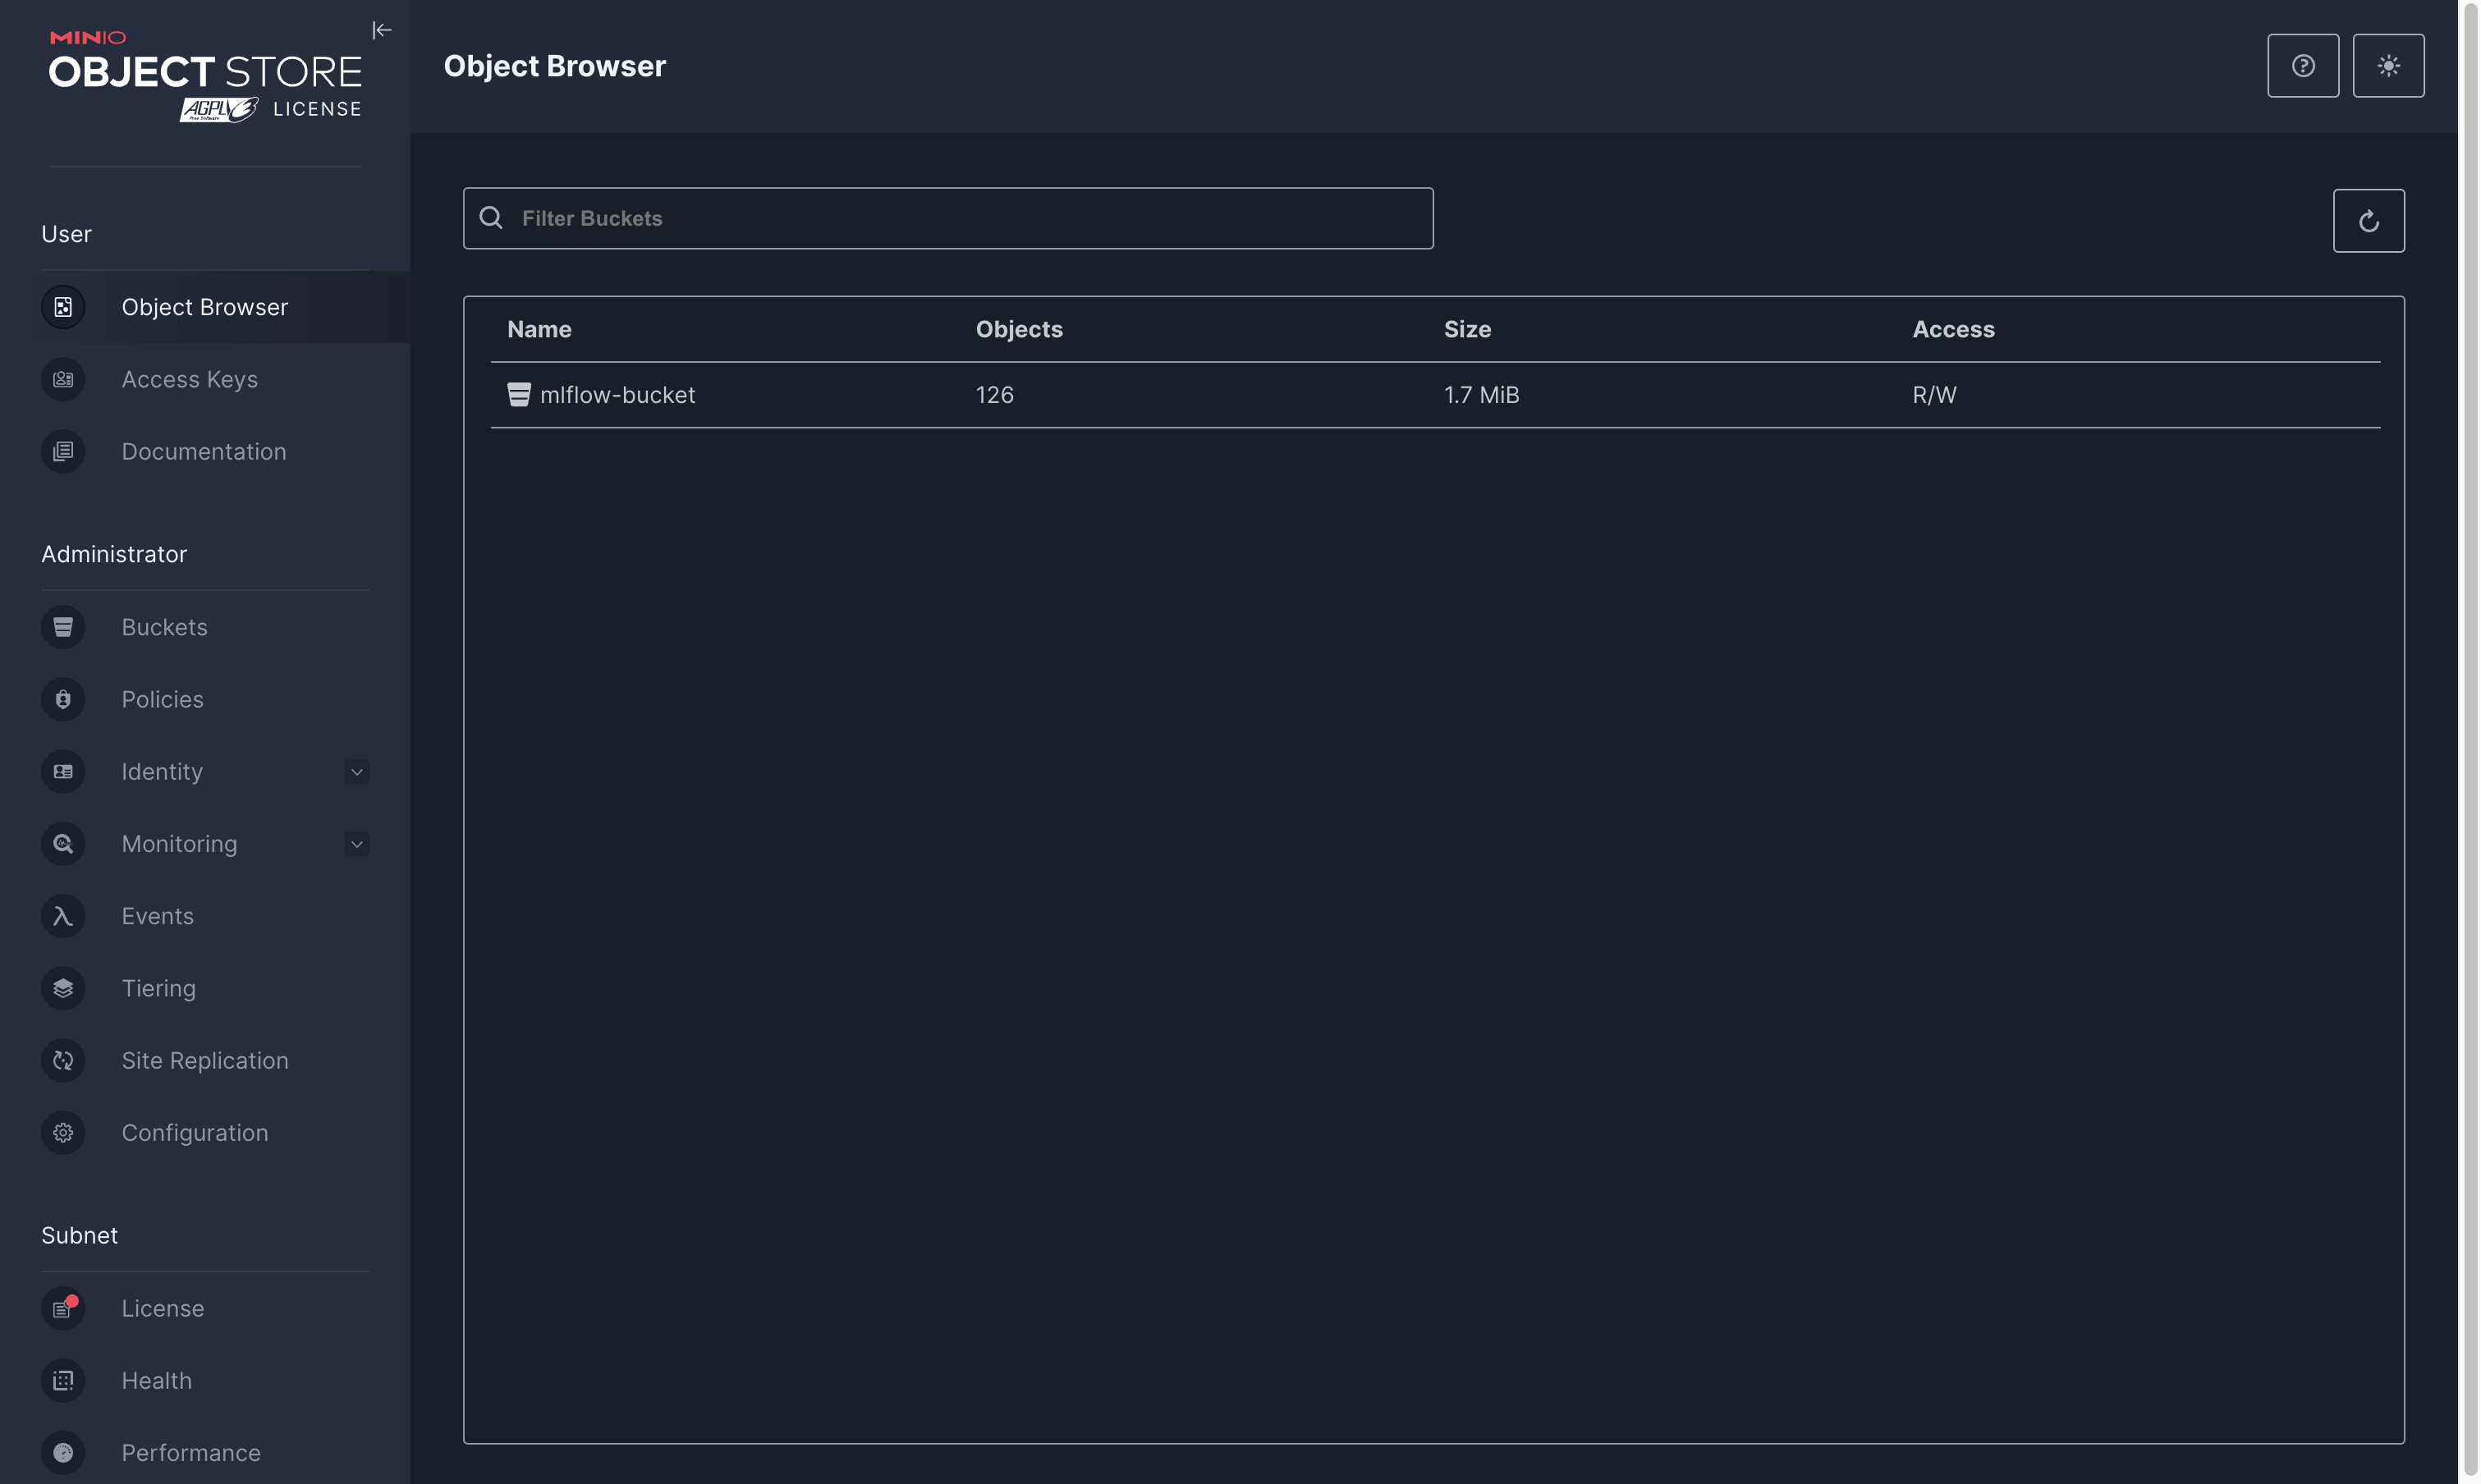 MINIO
OBJECT STORE
AGPL LICENSE
User
Object Browser
Access Keys
Documentation
Administrator
Buckets
Policies
Identity
Monitoring
Events
Tiering
Site Replication
Configuration
Subnet
License
Health
Performance
Object Browser
Filter Buckets
Name Objects Size Access
mlflow-bucket 126 1.7 MiB R/W